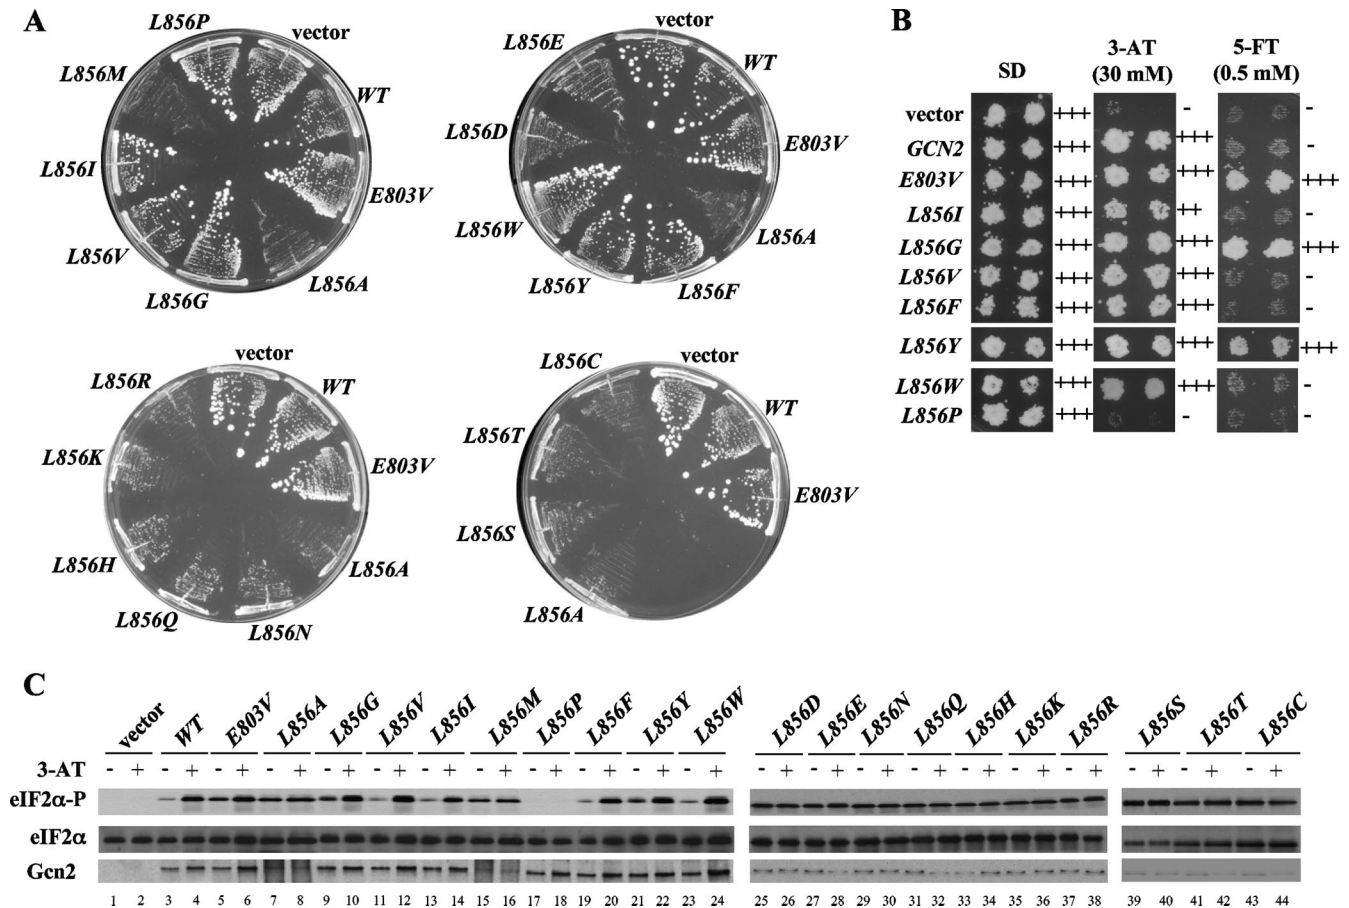 A
L856P
vector
L856M
WT
L856I
E803V
L856V
L856A
L856G
vector
L856E
WT
L856D
E803V
L856W
L856A
L856Y
L856F
vector
L856R
WT
L856K
E803V
L856H
L856A
L856Q
L856N
L856C
vector
L856T
WT
L856S
E803V
L856A
B
3-AT 5-FT
SD (30 mM) (0.5 mM)
vector +++ - -
GCN2 +++ +++ -
E803V +++ +++ +++
L856I +++ ++ -
L856G +++ +++ +++
L856V +++ +++ -
L856F +++ +++ -
L856Y +++ +++ +++
L856W +++ +++ -
L856P +++ - -
C
vector WT E803V L856A L856G L856V L856I L856M L856P L856F L856Y L856W L856D L856E L856N L856Q L856H L856K L856R L856S L856T L856C
3-AT - + - + - + - + - + - + - + - + - + - + - + - + - + - + - + - + - + - + - + - + - + - +
eIF2α-P
eIF2α
Gcn2
1 2 3 4 5 6 7 8 9 10 11 12 13 14 15 16 17 18 19 20 21 22 23 24 25 26 27 28 29 30 31 32 33 34 35 36 37 38 39 40 41 42 43 44